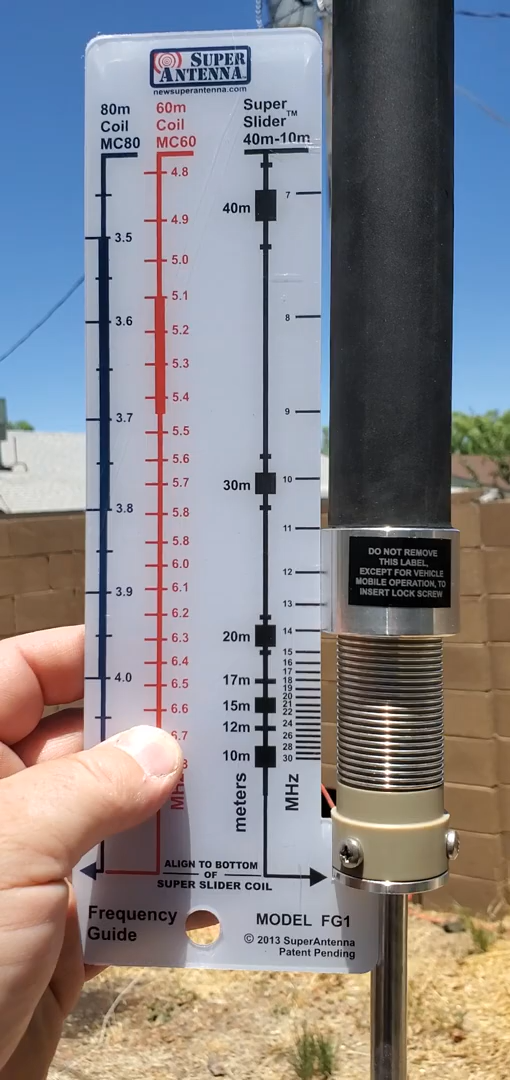 SUPER
ANTENNA
newsuperantenna.com
80m
Coil
MC80
60m
Coil
MC60
Super
Slider™
40m-10m
3.5
3.6
3.7
3.8
3.9
4.0
4.8
4.9
5.0
5.1
5.2
5.3
5.4
5.5
5.6
5.7
5.8
5.8
6.0
6.1
6.2
6.3
6.4
6.5
6.6
6.7
40m
30m
20m
17m
15m
12m
10m
meters
7
8
9
10
11
12
13
14
15
16
17
18
19
20
21
22
24
26
28
30
MHz
ALIGN TO BOTTOM
OF
SUPER SLIDER COIL
Frequency
Guide
MODEL FG1
© 2013 SuperAntenna
Patent Pending
DO NOT REMOVE
THIS LABEL,
EXCEPT FOR VEHICLE
MOBILE OPERATION, TO
INSERT LOCK SCREW